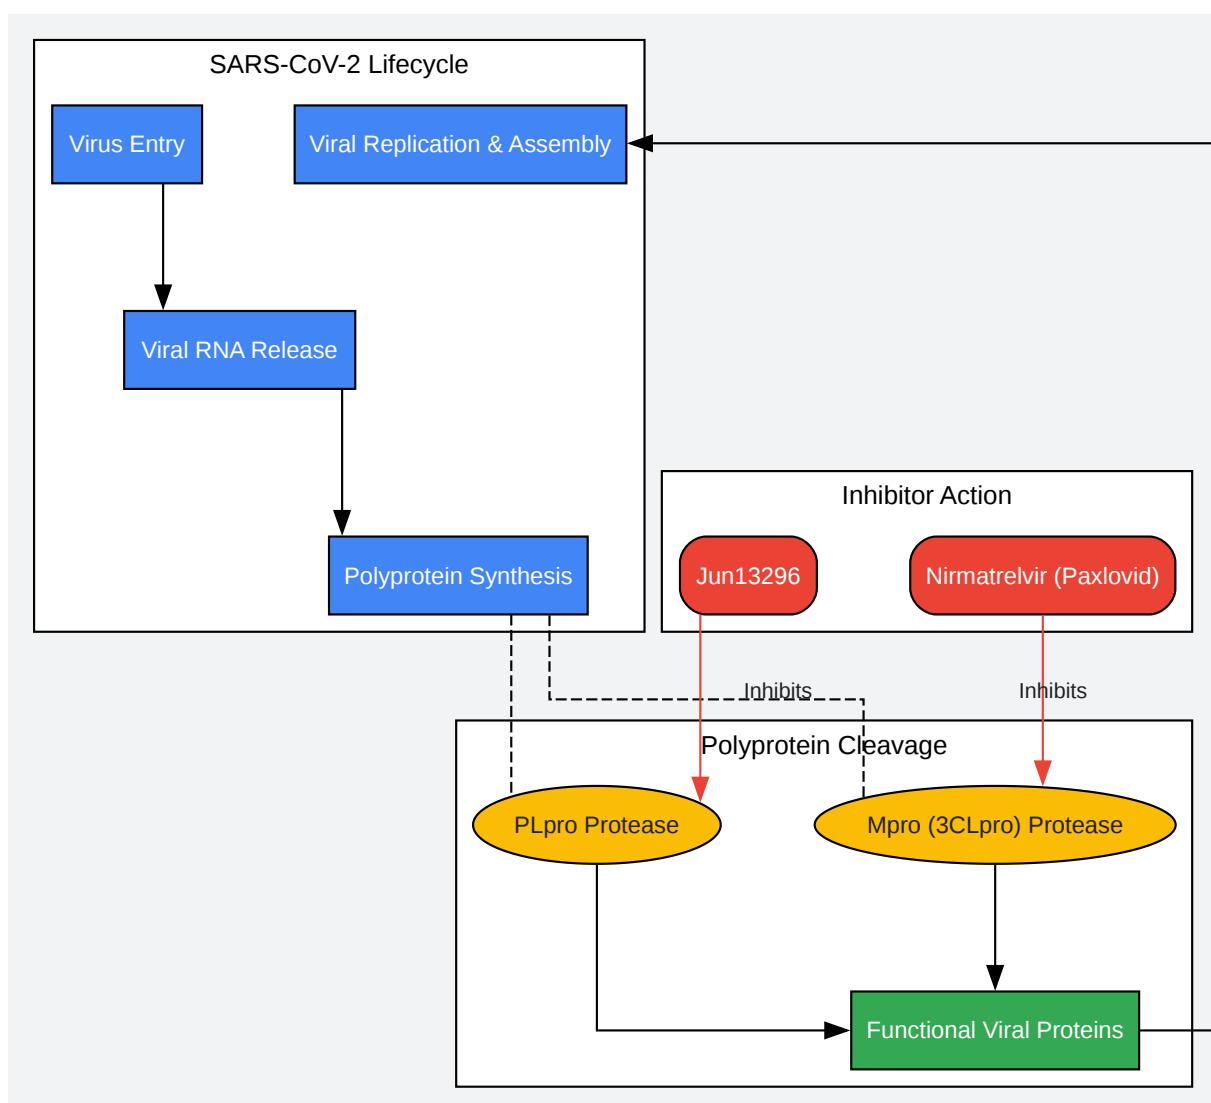 SARS-CoV-2 Lifecycle
Virus Entry
Viral Replication & Assembly
Viral RNA Release
Polyprotein Synthesis
Inhibitor Action
Jun13296
Nirmatrelvir (Paxlovid)
Inhibits
Inhibits
Polyprotein Cleavage
PLpro Protease
Mpro (3CLpro) Protease
Functional Viral Proteins